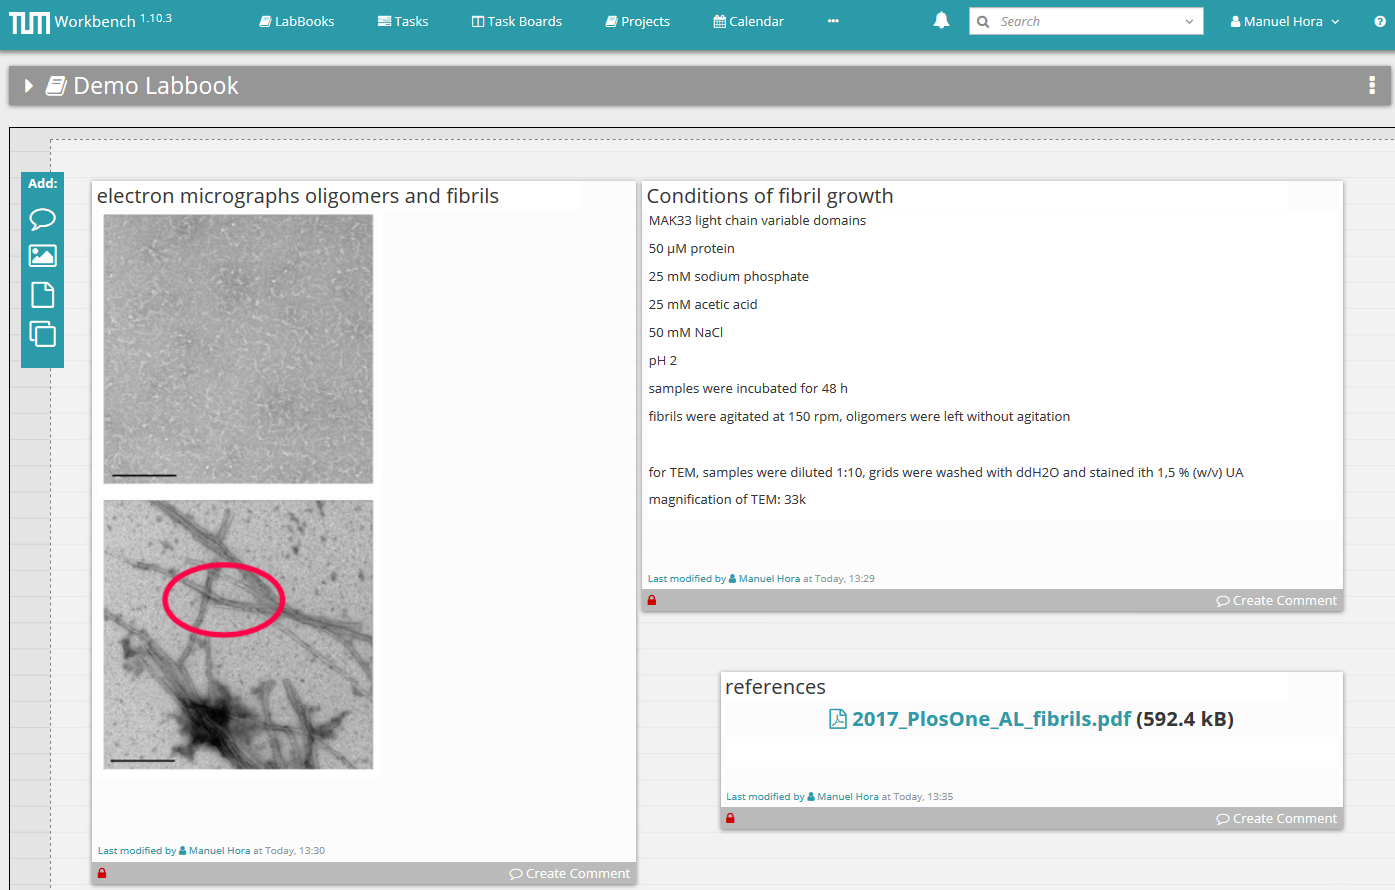 TUM Workbench 1.10.3
LabBooks
Tasks
Task Boards
Projects
Calendar
Search
Manuel Hora
Demo Labbook
Add:
electron micrographs oligomers and fibrils
Last modified by Manuel Hora at Today, 13:30
Create Comment
Conditions of fibril growth
MAK33 light chain variable domains
50 µM protein
25 mM sodium phosphate
25 mM acetic acid
50 mM NaCl
pH 2
samples were incubated for 48 h
fibrils were agitated at 150 rpm, oligomers were left without agitation
for TEM, samples were diluted 1:10, grids were washed with ddH2O and stained ith 1,5 % (w/v) UA
magnification of TEM: 33k
Last modified by Manuel Hora at Today, 13:29
Create Comment
references
2017_PlosOne_AL_fibrils.pdf (592.4 kB)
Last modified by Manuel Hora at Today, 13:35
Create Comment